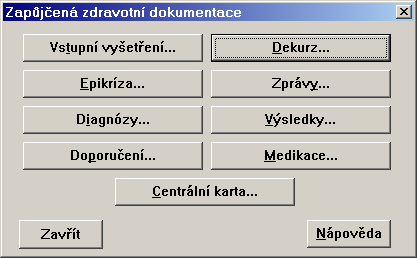 Zapůjčená zdravotní dokumentace
Vstupní vyšetření... Dekurz...
Epikríza... Zprávy...
Diagnózy... Výsledky...
Doporučení... Medikace...
Centrální karta...
Zavřít Nápověda